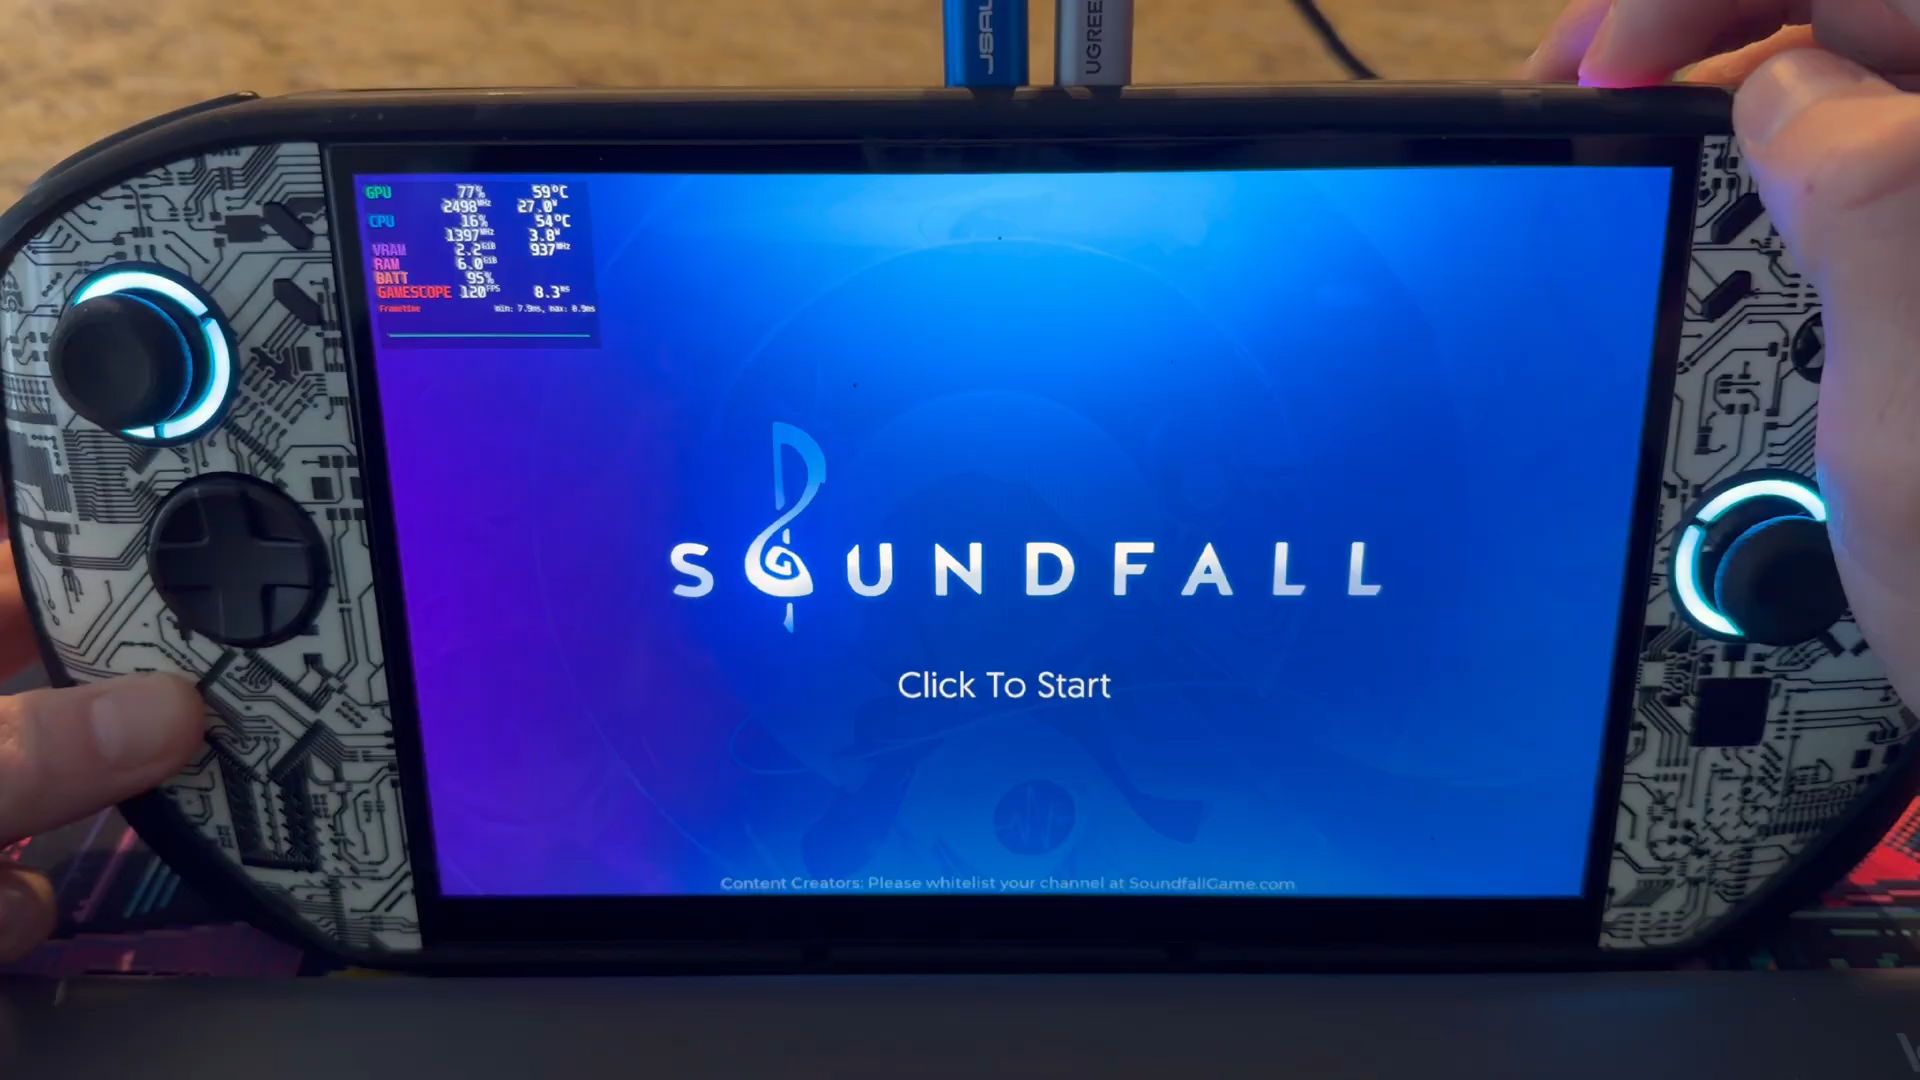 JSAU
UGREE
GPU 77% 59°C
2498MHz 27.0W
CPU 16% 54°C
1397MHz 3.8W
VRAM 2.2GiB 937MHz
RAM 6.0GiB
BATT 95%
GAMESCOPE 120FPS 8.3ms
Frametime min: 7.9ms, max: 8.9ms
SOUNDFALL
Click To Start
Content Creators: Please whitelist your channel at SoundfallGame.com